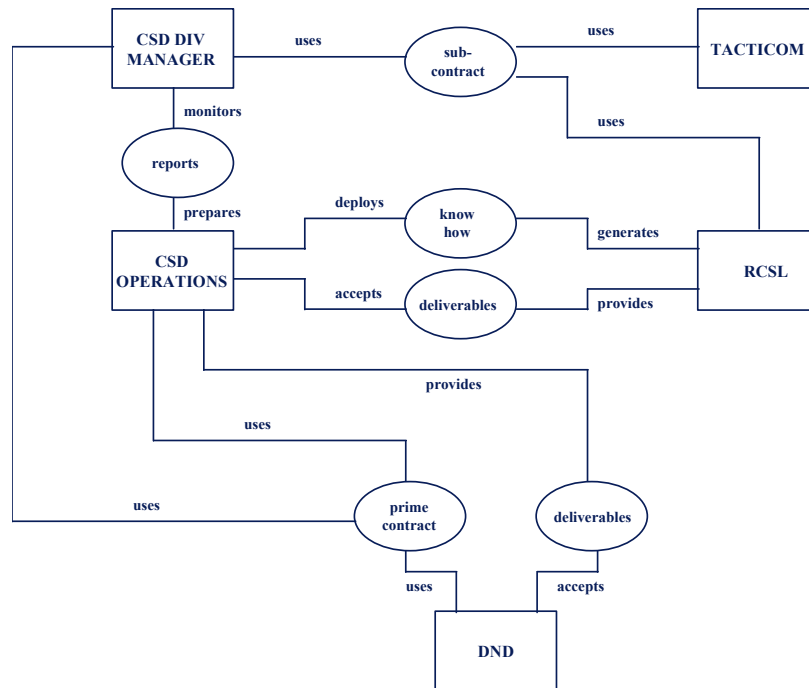 CSD DIV
MANAGER
uses
sub-
contract
uses
TACTICOM
monitors
uses
reports
prepares
deploys
know
how
generates
CSD
OPERATIONS
RCSL
accepts
deliverables
provides
provides
uses
uses
prime
contract
deliverables
uses
accepts
DND